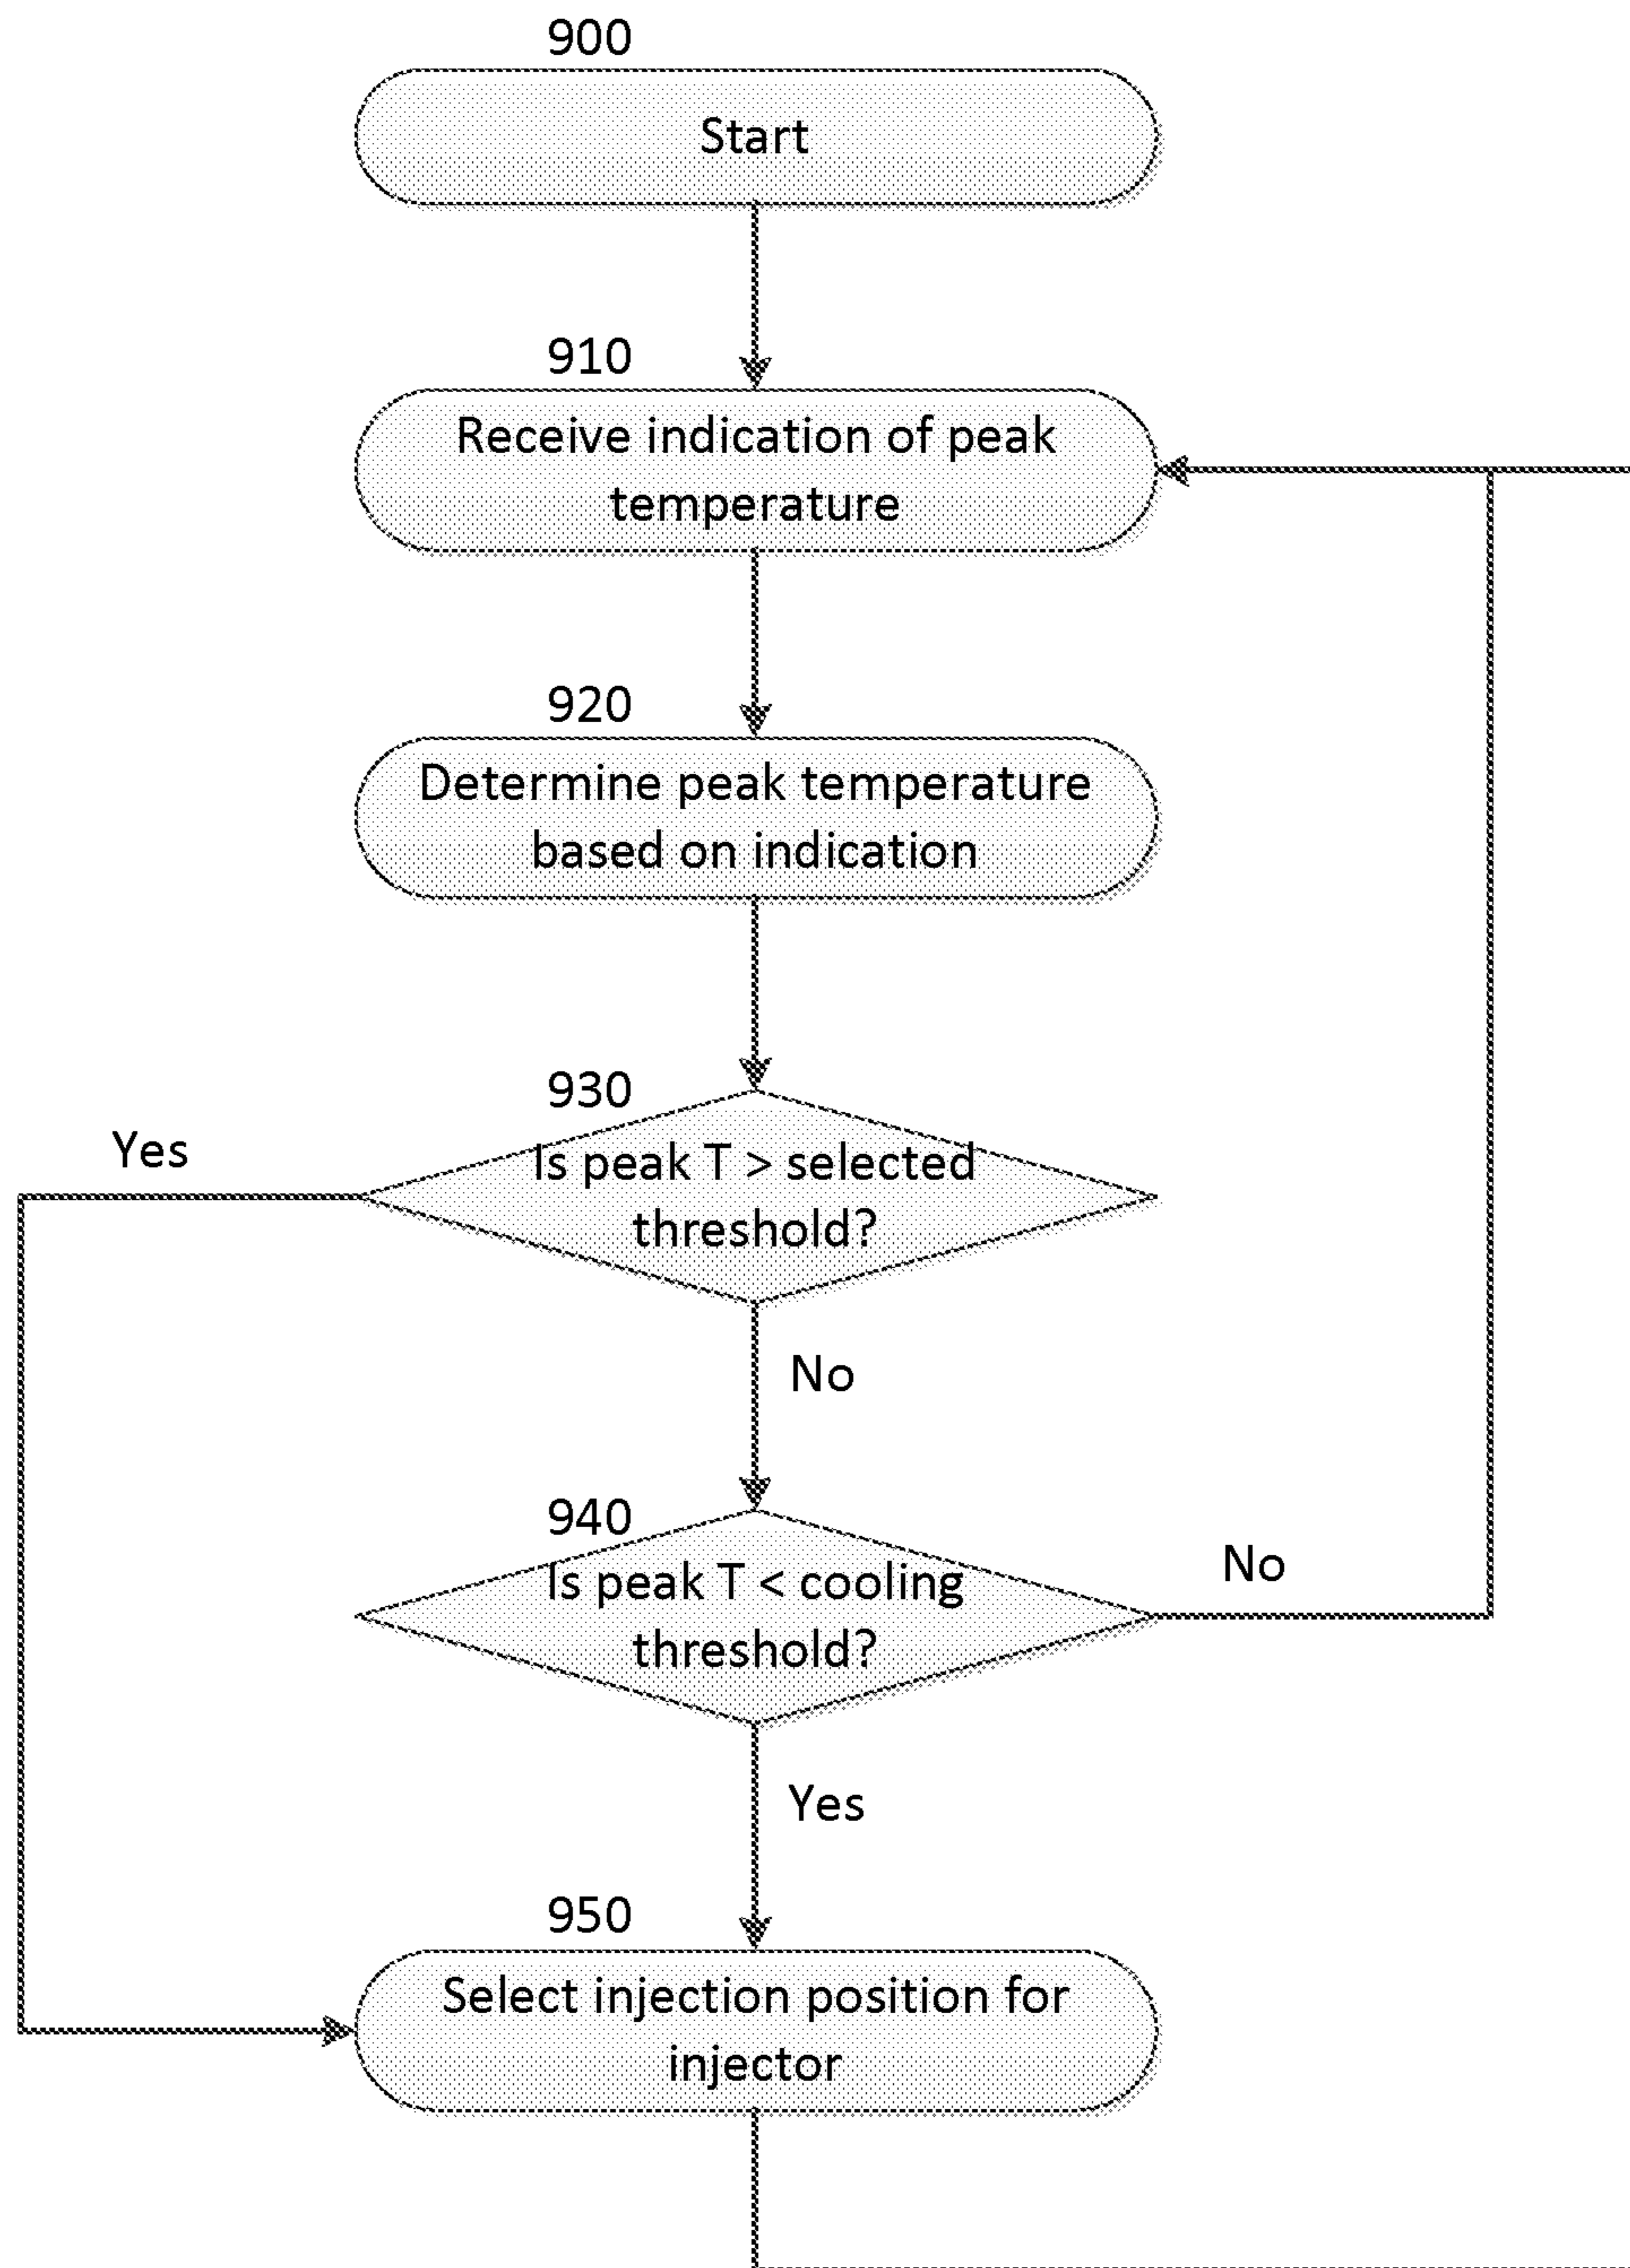 900
Start
910
Receive indication of peak
temperature
920
Determine peak temperature
based on indication
930
Yes
Is peak T > selected
threshold?
No
940
Is peak T < cooling
threshold?
No
Yes
950
Select injection position for
injector